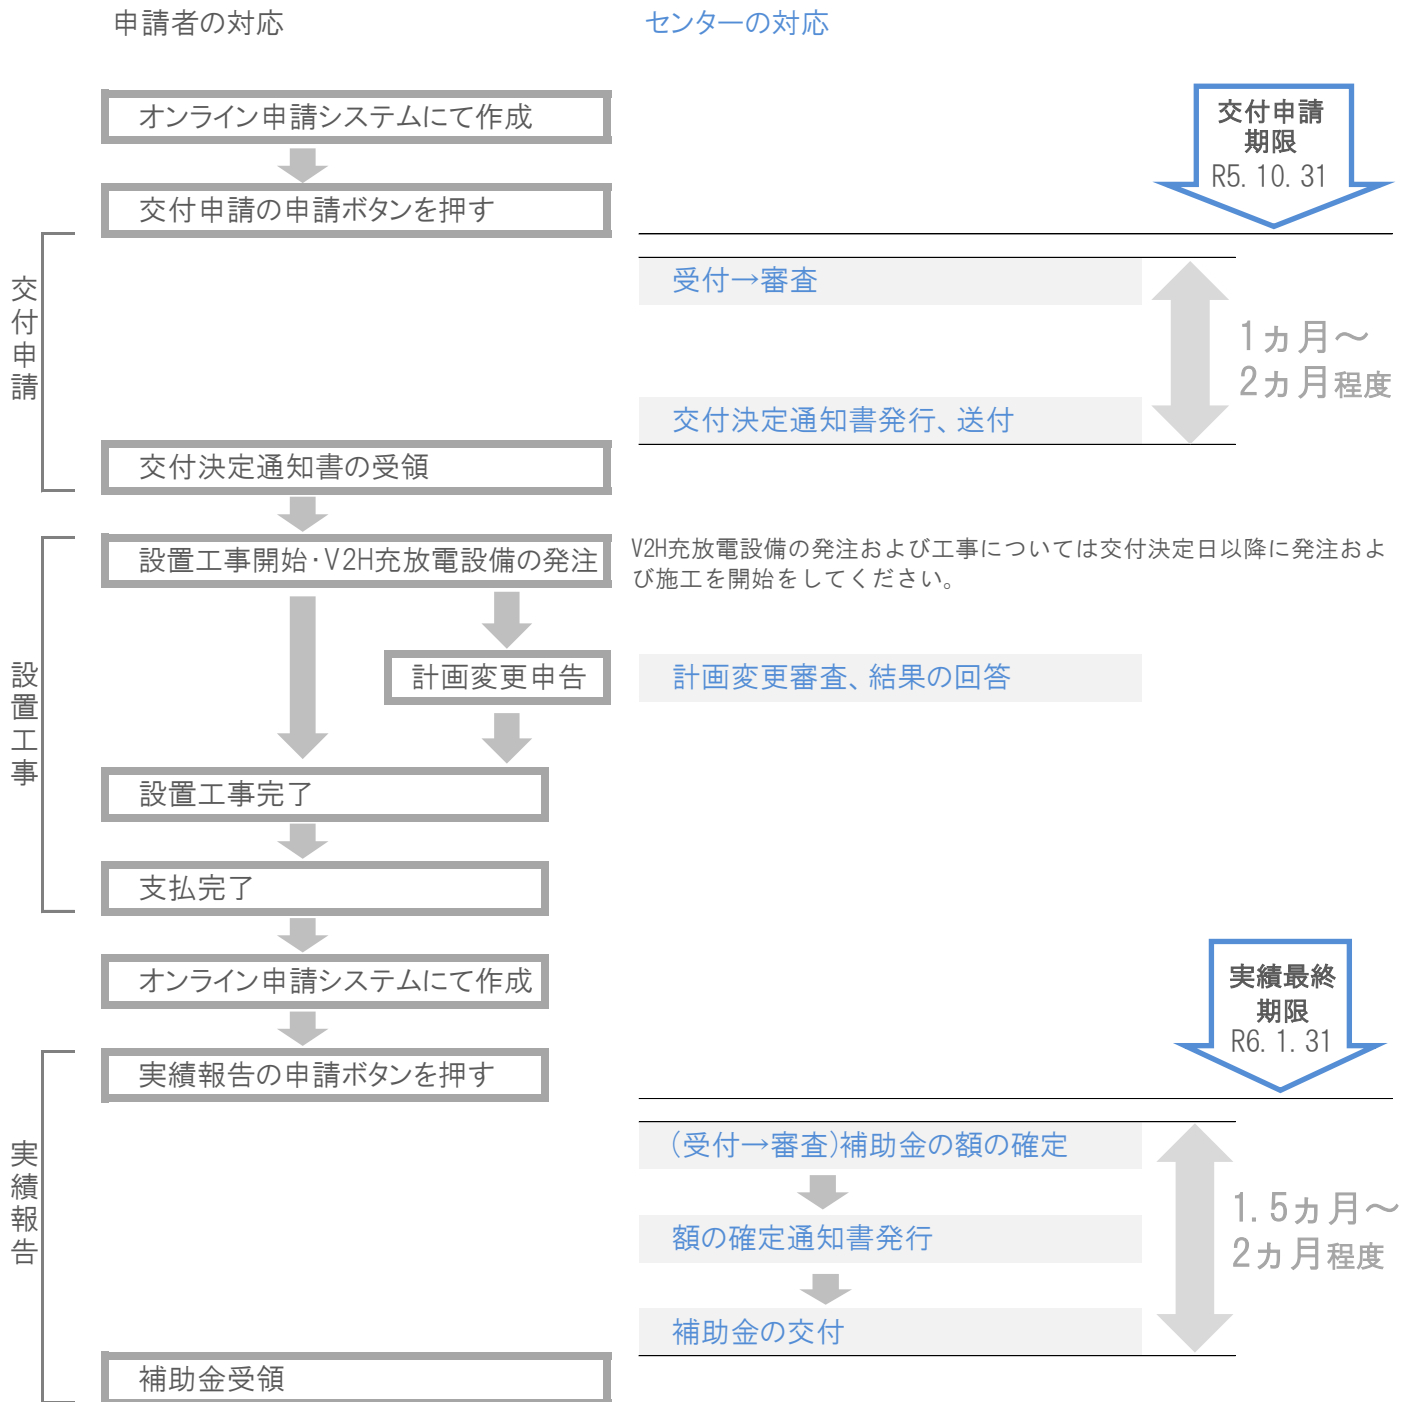 申請者の対応
センターの対応
オンライン申請システムにて作成
交付申請
期限
R5.10.31
交付申請の申請ボタンを押す
交付申請
受付→審査
1ヵ月～
2ヵ月程度
交付決定通知書発行、送付
交付決定通知書の受領
設置工事開始・V2H充放電設備の発注
V2H充放電設備の発注および工事については交付決定日以降に発注およ
び施工を開始をしてください。
設置工事
計画変更申告
計画変更審査、結果の回答
設置工事完了
支払完了
オンライン申請システムにて作成
実績最終
期限
R6.1.31
実績報告の申請ボタンを押す
実績報告
(受付→審査)補助金の額の確定
額の確定通知書発行
1.5ヵ月～
2ヵ月程度
補助金の交付
補助金受領